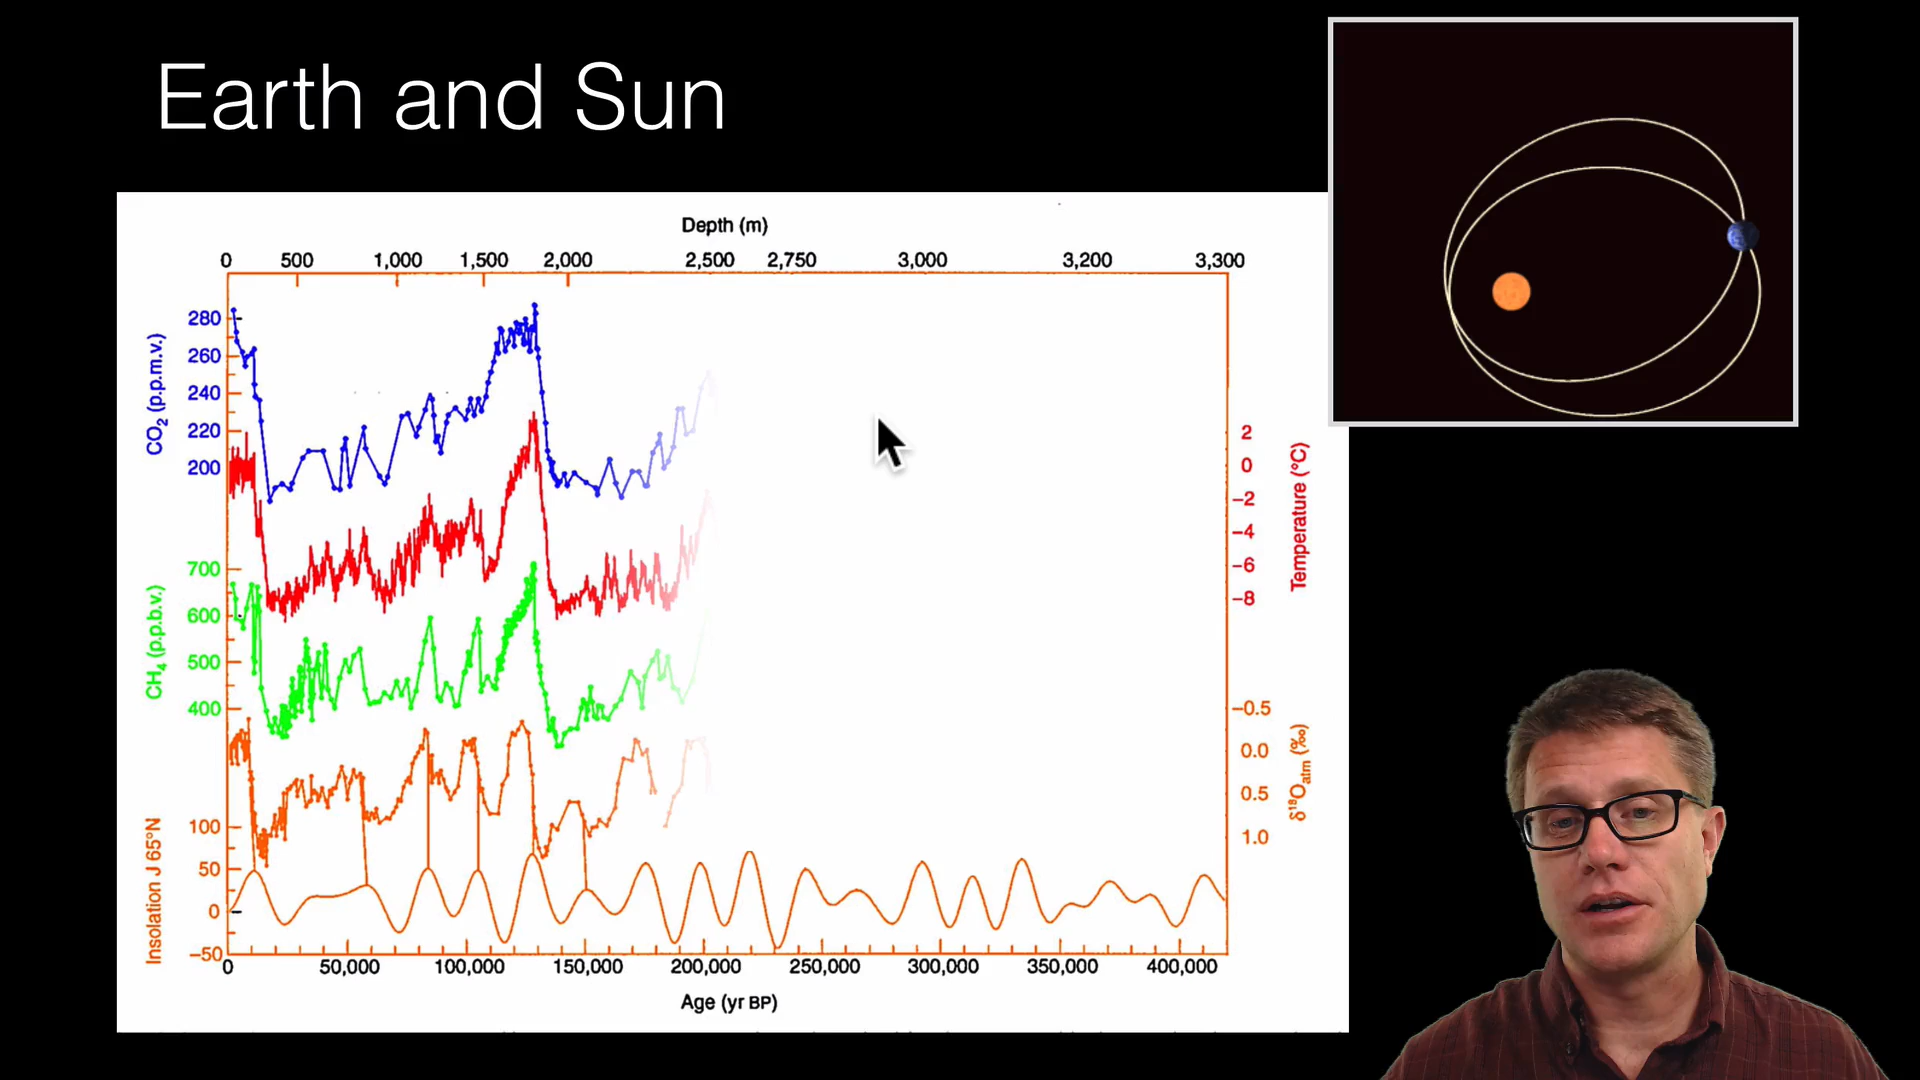 Earth and Sun
Depth (m)
0 500 1,000 1,500 2,000 2,500 2,750 3,000 3,200 3,300
CO2 (p.p.m.v.)
280
260
240
220
200
2
0
−2
−4
−6
−8
Temperature (°C)
CH4 (p.p.b.v.)
700
600
500
400
−0.5
0.0
0.5
1.0
δ18Oatm (‰)
Insolation J 65°N
100
50
0
−50
0 50,000 100,000 150,000 200,000 250,000 300,000 350,000 400,000
Age (yr BP)